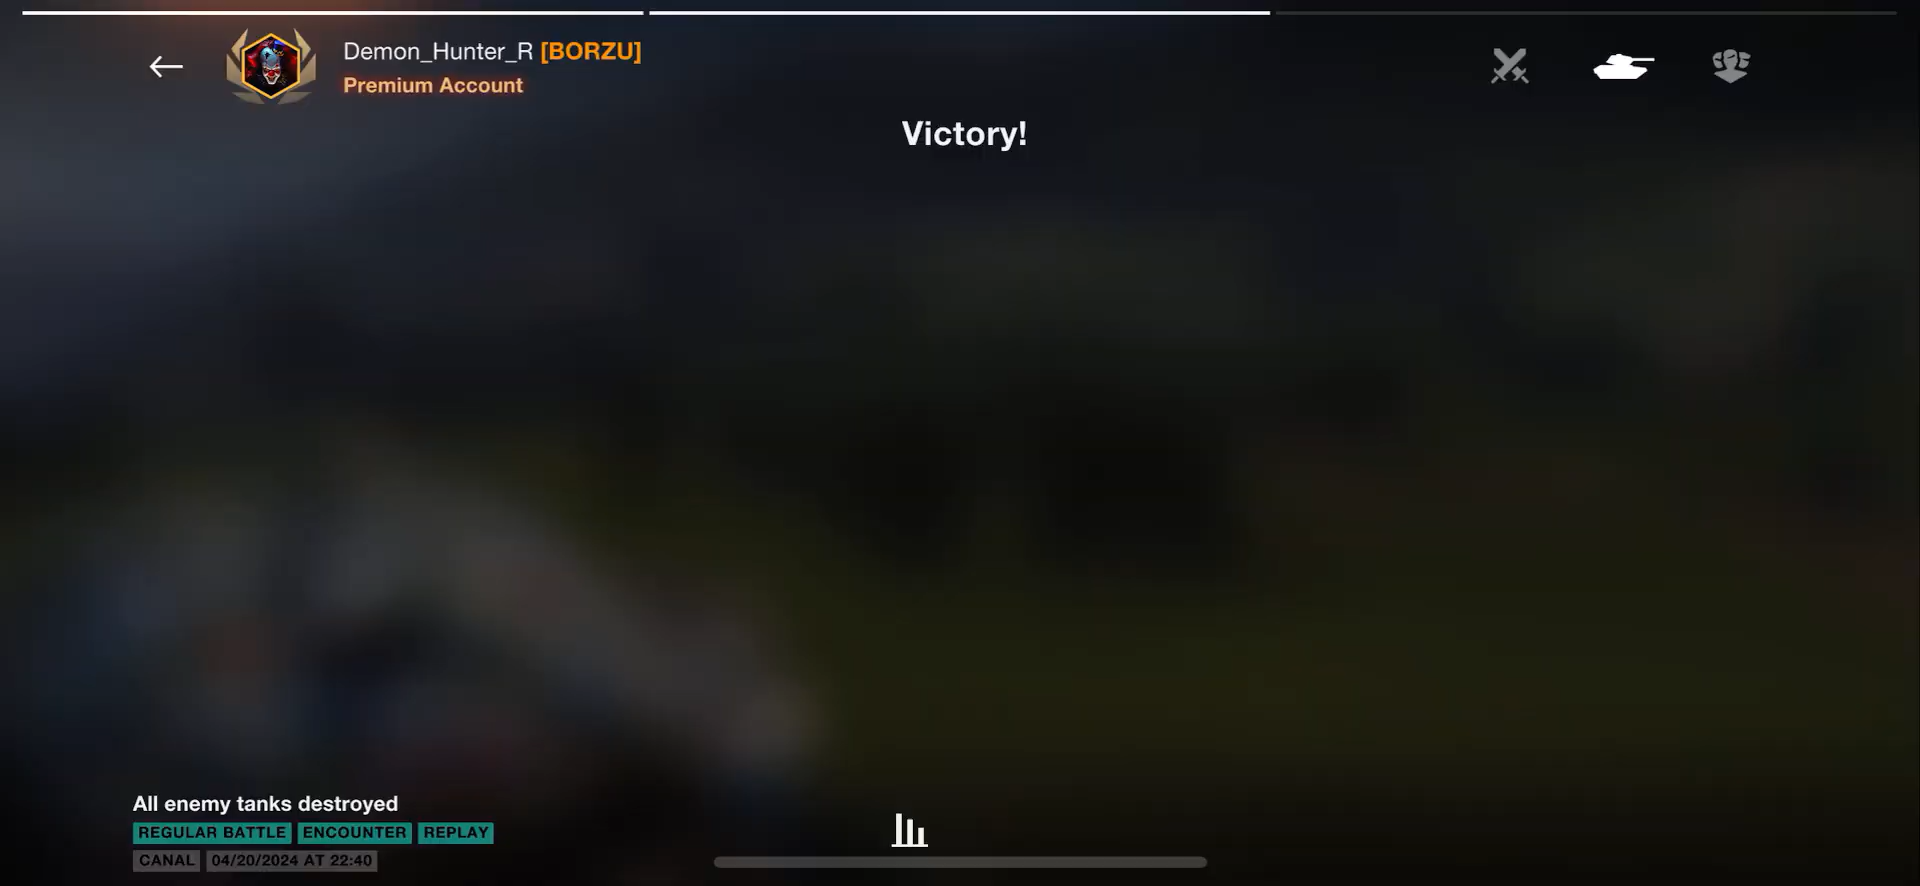 Demon_Hunter_R [BORZU]
Premium Account
Victory!
All enemy tanks destroyed
REGULAR BATTLE ENCOUNTER REPLAY
CANAL 04/20/2024 AT 22:40